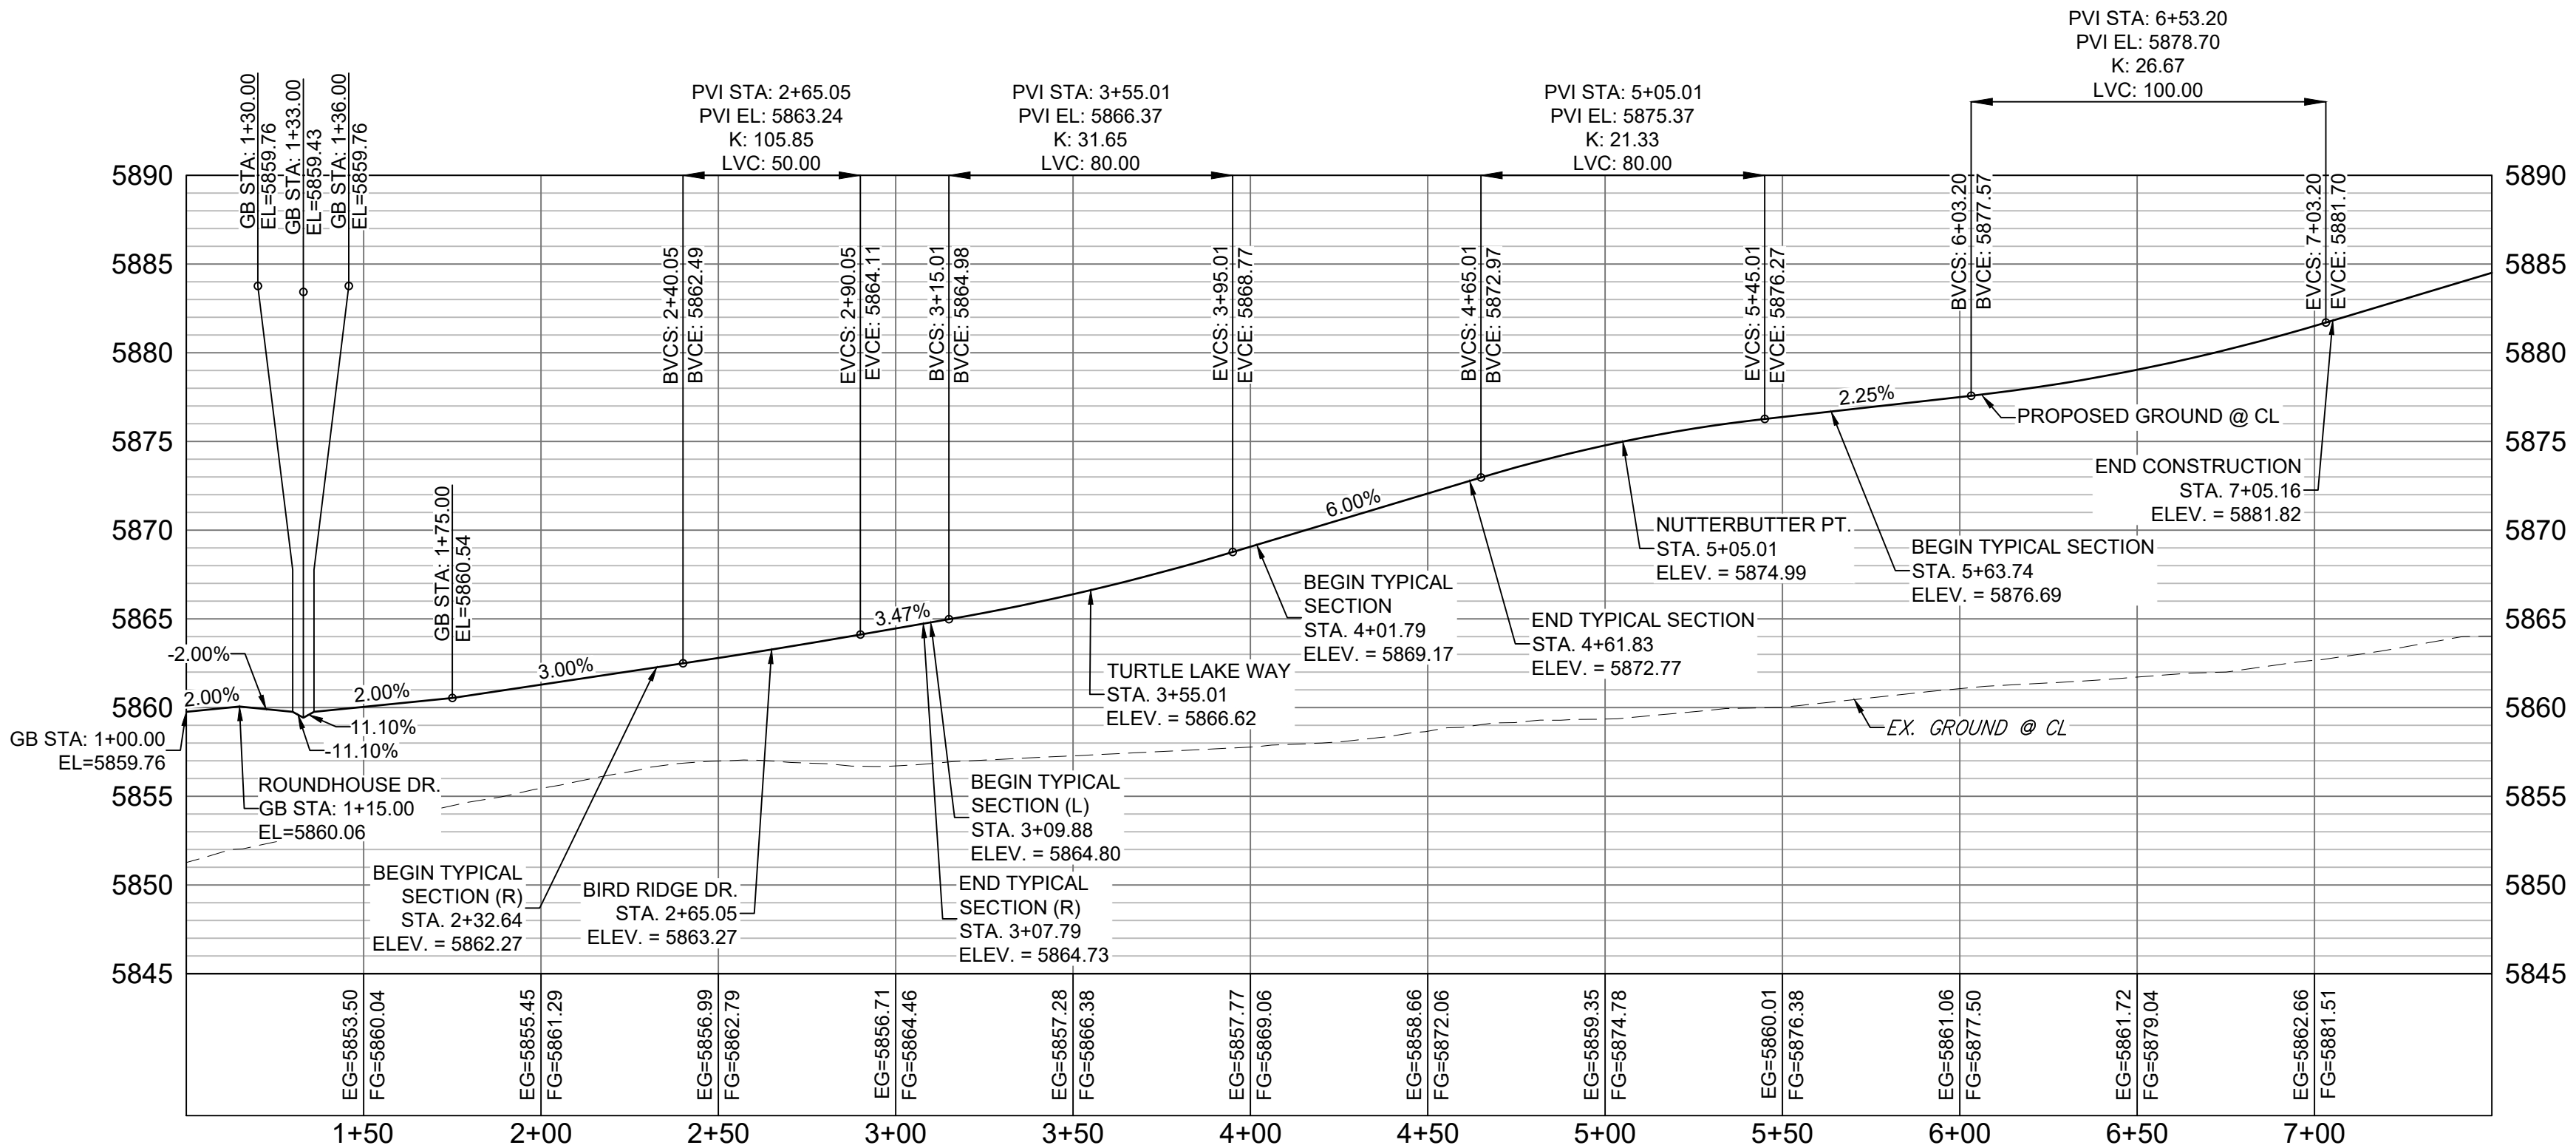 PVI STA: 6+53.20
PVI EL: 5878.70
K: 26.67
LVC: 100.00
PVI STA: 2+65.05
PVI EL: 5863.24
K: 105.85
LVC: 50.00
PVI STA: 3+55.01
PVI EL: 5866.37
K: 31.65
LVC: 80.00
PVI STA: 5+05.01
PVI EL: 5875.37
K: 21.33
LVC: 80.00
GB STA: 1+30.00
EL=5859.76
GB STA: 1+33.00
EL=5859.43
GB STA: 1+36.00
EL=5859.76
5890
5885
5880
5875
5870
5865
5860
5855
5850
5845
5890
5885
5880
5875
5870
5865
5860
5855
5850
5845
GB STA: 1+75.00
EL=5860.54
BVCS: 2+40.05
BVCE: 5862.49
EVCS: 2+90.05
EVCE: 5864.11
BVCS: 3+15.01
BVCE: 5864.98
EVCS: 3+95.01
EVCE: 5868.77
BVCS: 4+65.01
BVCE: 5872.97
EVCS: 5+45.01
EVCE: 5876.27
BVCS: 6+03.20
BVCE: 5877.57
EVCS: 7+03.20
EVCE: 5881.70
2.00%
-2.00%
-11.10%
11.10%
2.00%
3.00%
3.47%
6.00%
2.25%
GB STA: 1+00.00
EL=5859.76
ROUNDHOUSE DR.
GB STA: 1+15.00
EL=5860.06
BEGIN TYPICAL
SECTION (R)
STA. 2+32.64
ELEV. = 5862.27
BIRD RIDGE DR.
STA. 2+65.05
ELEV. = 5863.27
BEGIN TYPICAL
SECTION (L)
STA. 3+09.88
ELEV. = 5864.80
END TYPICAL
SECTION (R)
STA. 3+07.79
ELEV. = 5864.73
TURTLE LAKE WAY
STA. 3+55.01
ELEV. = 5866.62
BEGIN TYPICAL
SECTION
STA. 4+01.79
ELEV. = 5869.17
END TYPICAL SECTION
STA. 4+61.83
ELEV. = 5872.77
NUTTERBUTTER PT.
STA. 5+05.01
ELEV. = 5874.99
BEGIN TYPICAL SECTION
STA. 5+63.74
ELEV. = 5876.69
PROPOSED GROUND @ CL
END CONSTRUCTION
STA. 7+05.16
ELEV. = 5881.82
EX. GROUND @ CL
EG=5853.50
FG=5860.04
EG=5855.45
FG=5861.29
EG=5856.99
FG=5862.79
EG=5856.71
FG=5864.46
EG=5857.28
FG=5866.38
EG=5857.77
FG=5869.06
EG=5858.66
FG=5872.06
EG=5859.35
FG=5874.78
EG=5860.01
FG=5876.38
EG=5861.06
FG=5877.50
EG=5861.72
FG=5879.04
EG=5862.66
FG=5881.51
1+50
2+00
2+50
3+00
3+50
4+00
4+50
5+00
5+50
6+00
6+50
7+00